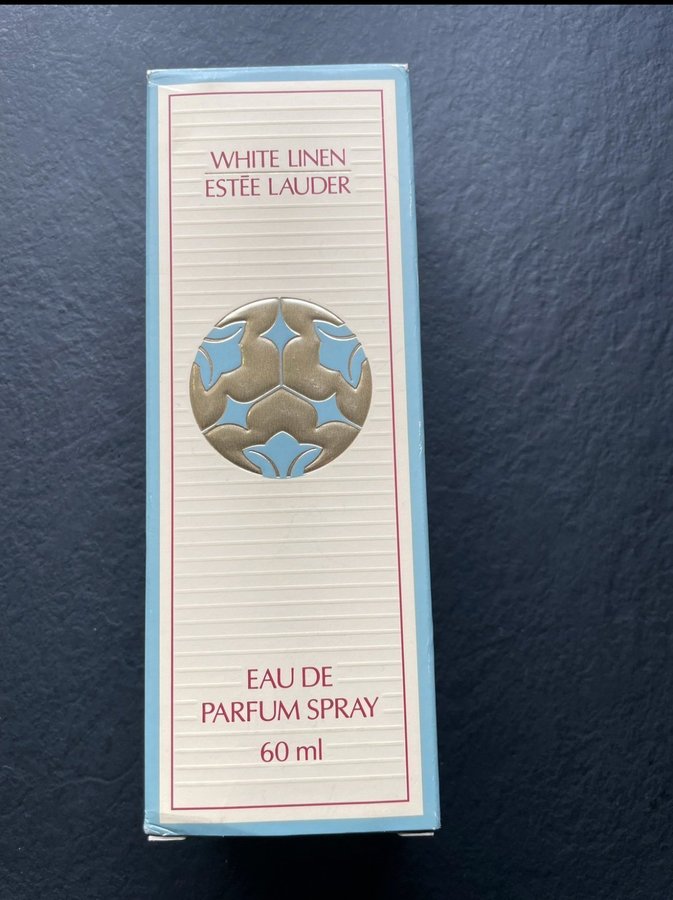 WHITE LINEN
ESTĒE LAUDER
EAU DE
PARFUM SPRAY
60 ml